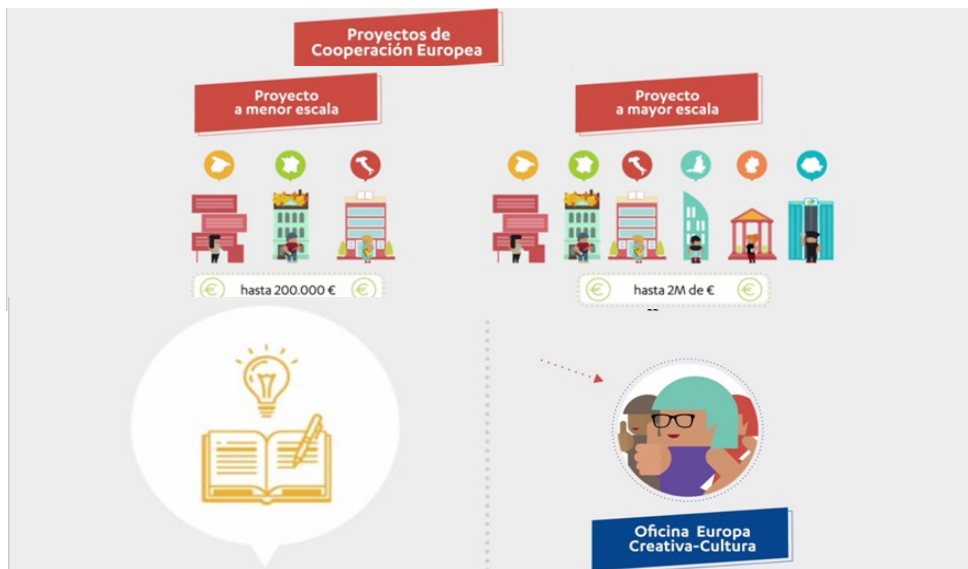 Proyectos de
Cooperación Europea
Proyecto
a menor escala
Proyecto
a mayor escala
€ hasta 200.000 € €
€ hasta 2M de € €
Oficina Europa
Creativa-Cultura